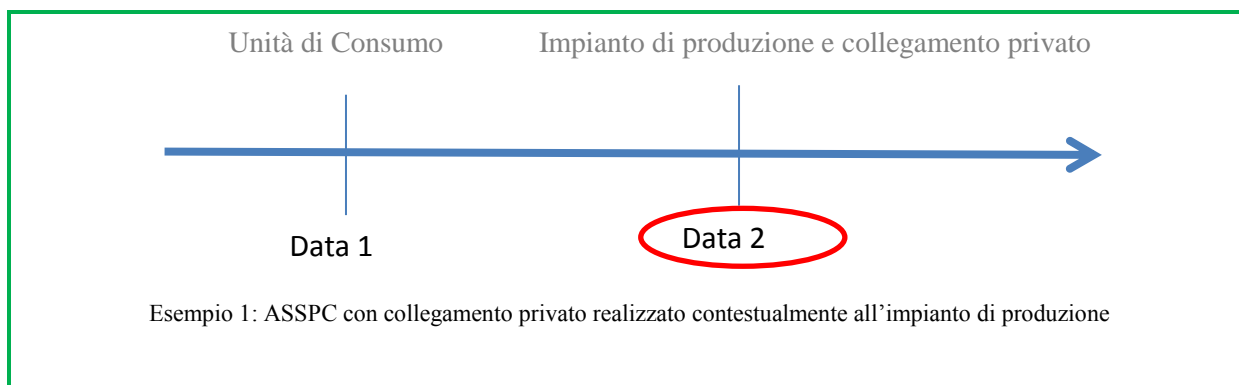 Unità di Consumo
Impianto di produzione e collegamento privato
Data 1
Data 2
Esempio 1: ASSPC con collegamento privato realizzato contestualmente all’impianto di produzione